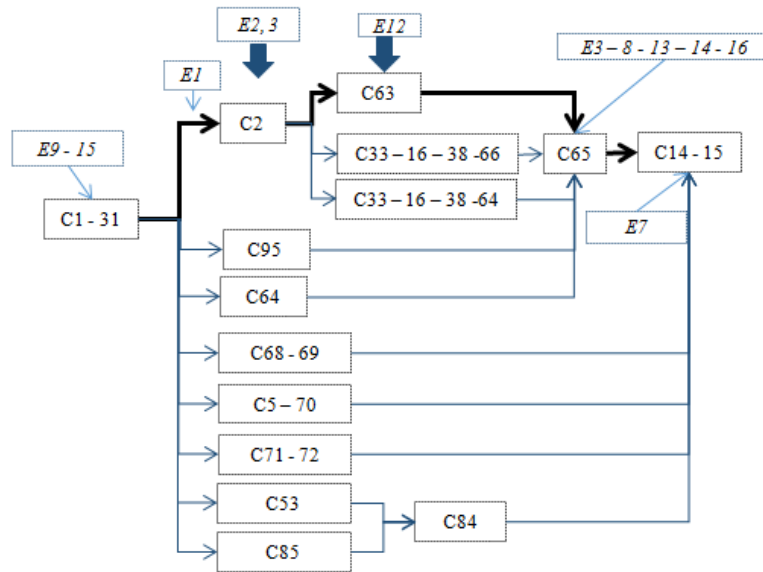 E2, 3
E12
E3 – 8 - 13 – 14 - 16
E1
C63
C2
E9 - 15
C33 – 16 – 38 -66
C65
C14 - 15
C33 – 16 – 38 -64
C1 - 31
E7
C95
C64
C68 - 69
C5 – 70
C71 - 72
C53
C84
C85